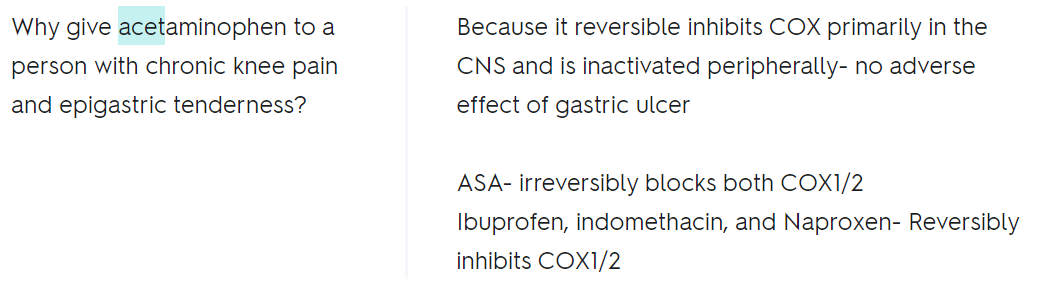 Why give acetaminophen to a
person with chronic knee pain
and epigastric tenderness?
Because it reversible inhibits COX primarily in the
CNS and is inactivated peripherally- no adverse
effect of gastric ulcer
ASA- irreversibly blocks both COX1/2
Ibuprofen, indomethacin, and Naproxen- Reversibly
inhibits COX1/2